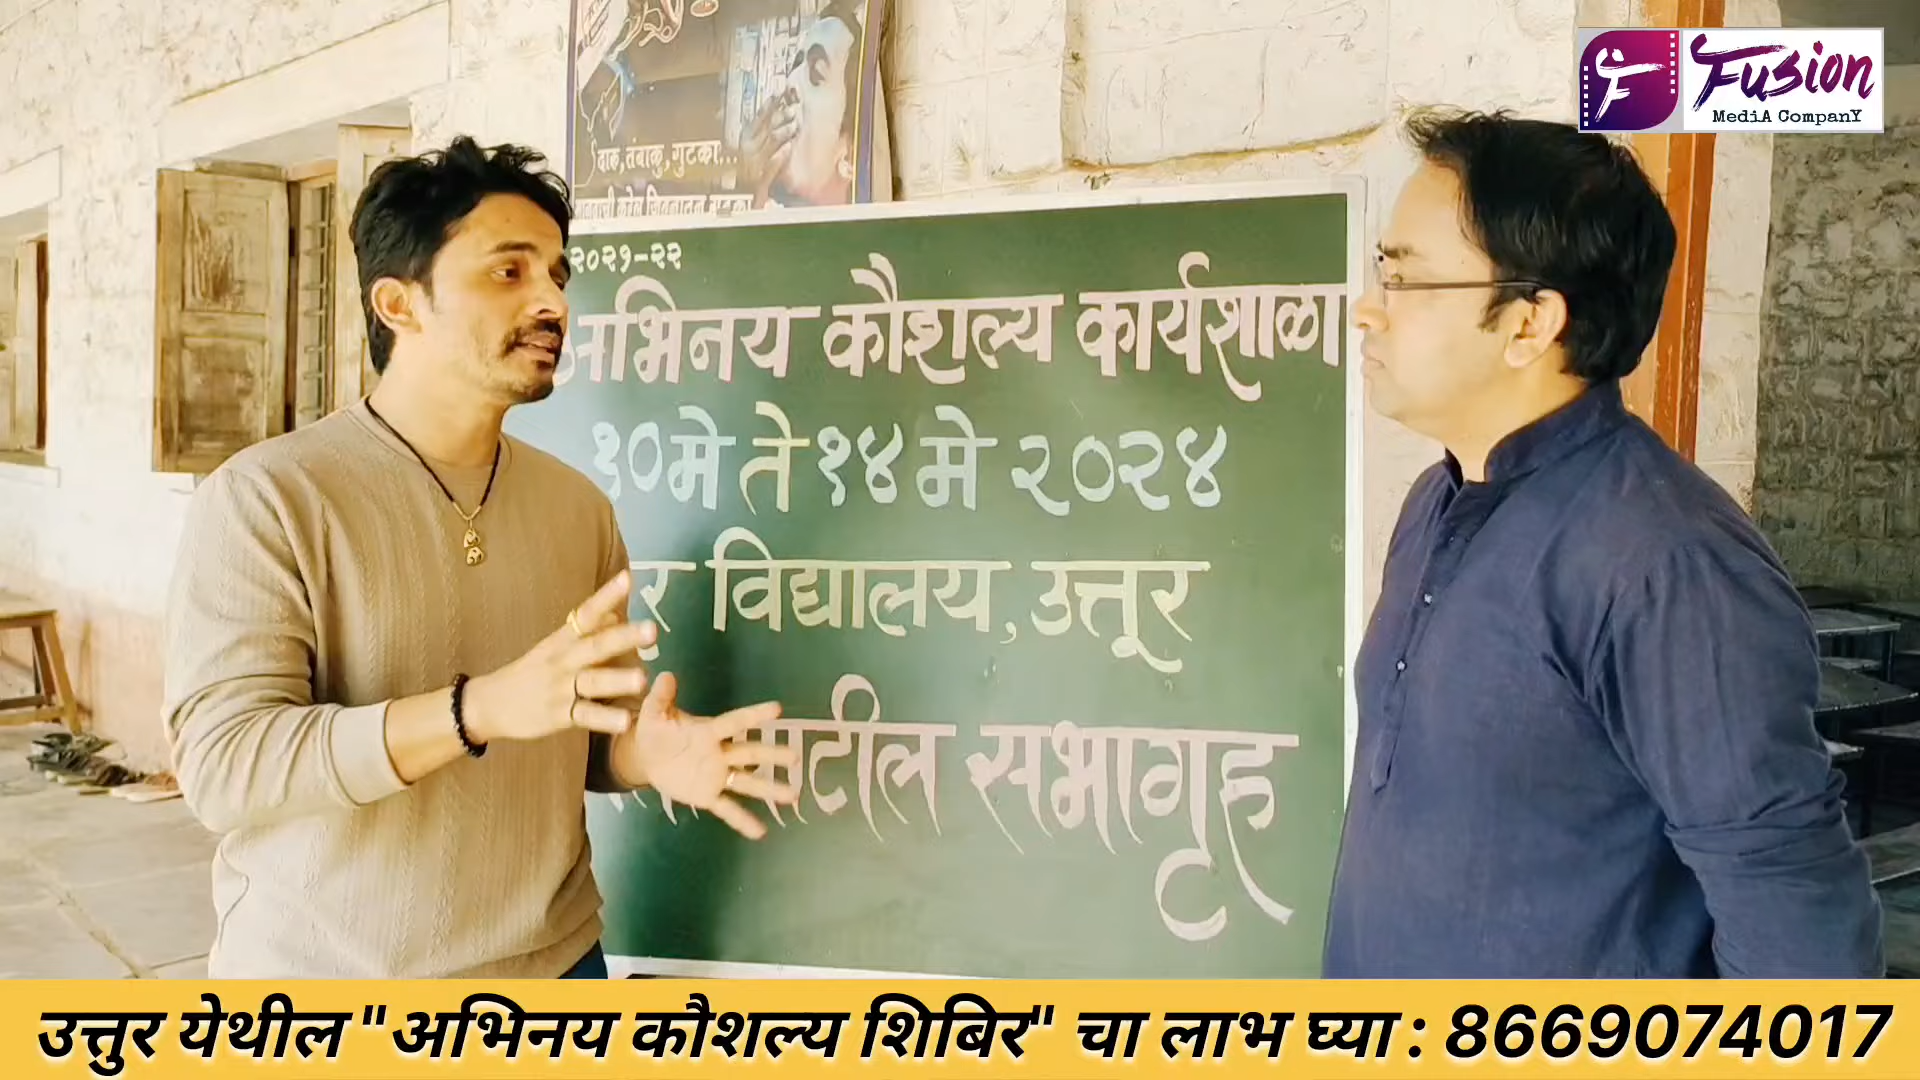 Fusion
MediA CompanY
दारू, तंबाकू, गुटका...
२०२१-२२
अभिनय कौशल्य कार्यशाळा
१०मे ते १४ मे २०२४
र विद्यालय, उत्तूर
पाटील सभागृह
उत्तुर येथील "अभिनय कौशल्य शिबिर" चा लाभ घ्या : 8669074017